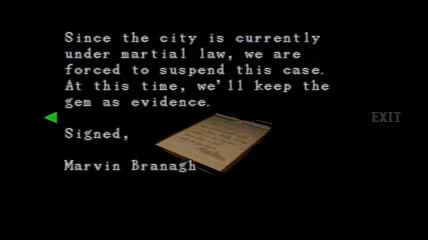 Since the city is currently
under martial law, we are
forced to suspend this case.
At this time, we'll keep the
gem as evidence.
EXIT
Signed,
Marvin Branagh